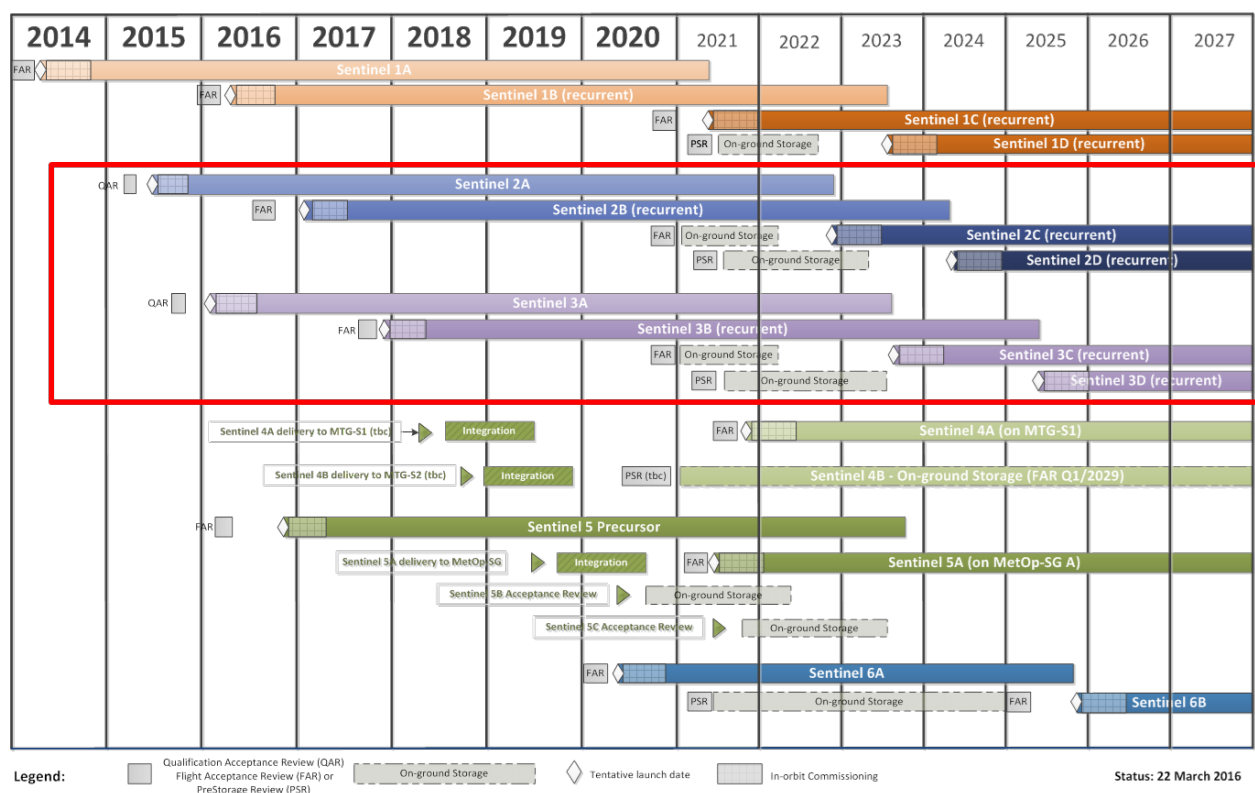 2014 2015 2016 2017 2018 2019 2020 2021 2022 2023 2024 2025 2026 2027
FAR Sentinel 1A
FAR Sentinel 1B (recurrent)
FAR Sentinel 1C (recurrent)
PSR On-ground Storage Sentinel 1D (recurrent)
QAR Sentinel 2A
FAR Sentinel 2B (recurrent)
FAR On-ground Storage Sentinel 2C (recurrent)
PSR On-ground Storage Sentinel 2D (recurrent)
QAR Sentinel 3A
FAR Sentinel 3B (recurrent)
FAR On-ground Storage Sentinel 3C (recurrent)
PSR On-ground Storage Sentinel 3D (recurrent)
Sentinel 4A delivery to MTG-S1 (tbc) Integration FAR Sentinel 4A (on MTG-S1)
Sentinel 4B delivery to MTG-S2 (tbc) Integration PSR (tbc) Sentinel 4B - On-ground Storage (FAR Q1/2029)
FAR Sentinel 5 Precursor
Sentinel 5A delivery to MetOp-SG Integration FAR Sentinel 5A (on MetOp-SG A)
Sentinel 5B Acceptance Review On-ground Storage
Sentinel 5C Acceptance Review On-ground Storage
FAR Sentinel 6A
PSR On-ground Storage FAR Sentinel 6B
Legend:
Qualification Acceptance Review (QAR)
Flight Acceptance Review (FAR) or
PreStorage Review (PSR)
On-ground Storage
Tentative launch date
In-orbit Commissioning
Status: 22 March 2016